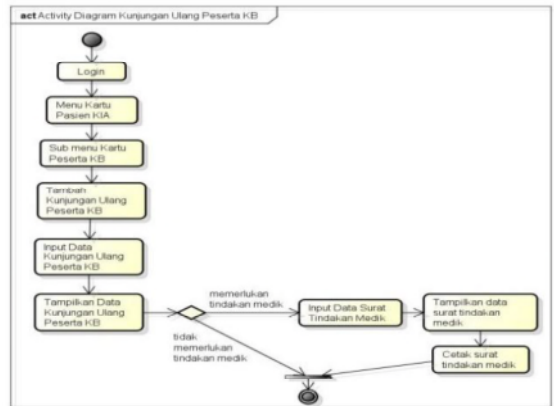 act Activity Diagram Kunjungan Ulang Peserta KB
Login
Menu Kartu
Pasien KIA
Sub menu Kartu
Peserta KB
Tambah
Kunjungan Ulang
Peserta KB
Input Data
Kunjungan Ulang
Peserta KB
Tampilkan Data
Kunjungan Ulang
Peserta KB
memerlukan
tindakan medik
Input Data Surat
Tindakan Medik
Tampilkan data
surat tindakan
medik
tidak
memerlukan
tindakan medik
Cetak surat
tindakan medik